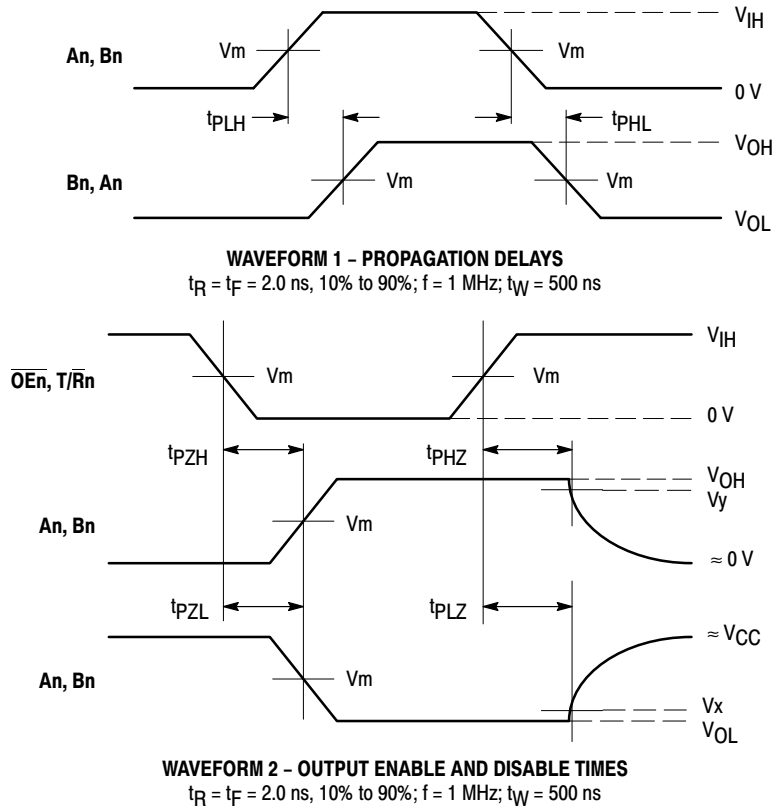 V_IH
An, Bn Vm Vm
0 V
t_PLH t_PHL
V_OH
Bn, An Vm Vm
V_OL
WAVEFORM 1 – PROPAGATION DELAYS
t_R = t_F = 2.0 ns, 10% to 90%; f = 1 MHz; t_W = 500 ns
V_IH
O̅E̅n̅, T/R̅n Vm Vm
0 V
t_PZH t_PHZ
V_OH
Vy
An, Bn Vm
≈ 0 V
t_PZL t_PLZ
≈ V_CC
An, Bn Vm
Vx
V_OL
WAVEFORM 2 – OUTPUT ENABLE AND DISABLE TIMES
t_R = t_F = 2.0 ns, 10% to 90%; f = 1 MHz; t_W = 500 ns